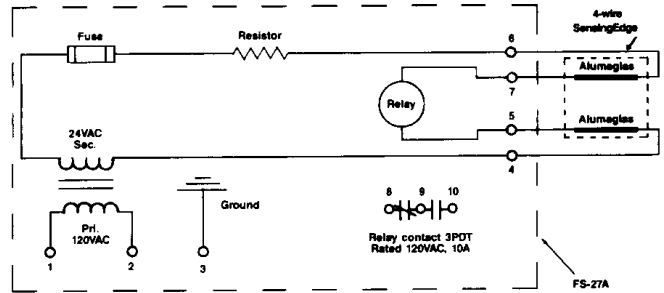 4-wire
SensingEdge
Fuse
Resistor
6
Alumaglas
7
Relay
5
Alumaglas
24VAC
Sec.
4
8
9
10
Ground
Pri.
120VAC
Relay contact 3PDT
Rated 120VAC, 10A
1
2
3
FS-27A